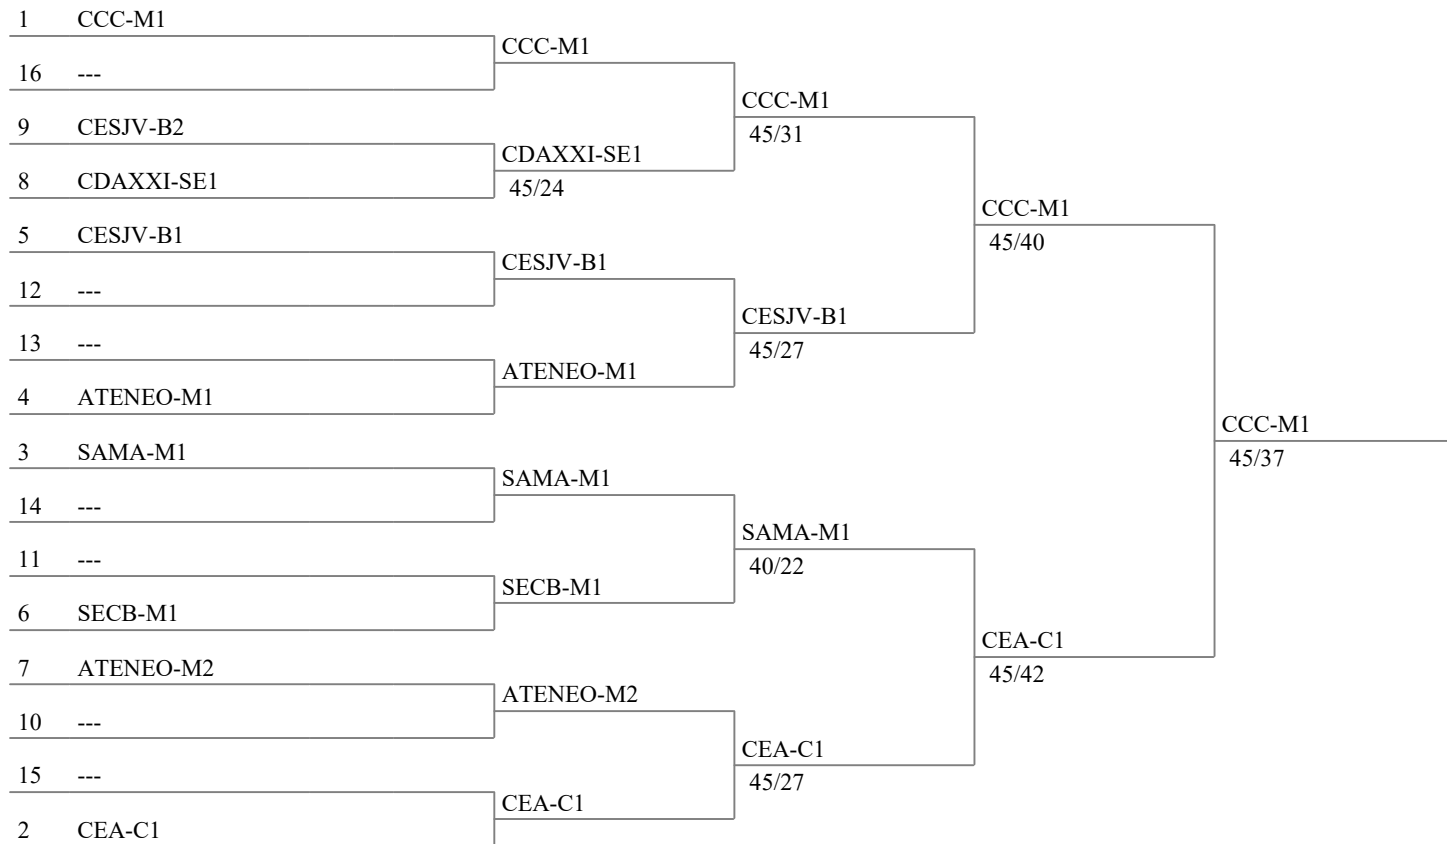 1 CCC-M1
CCC-M1
16 ---
CCC-M1
45/31
9 CESJV-B2
CDAXXI-SE1
45/24
8 CDAXXI-SE1
CCC-M1
45/40
5 CESJV-B1
CESJV-B1
12 ---
CESJV-B1
45/27
13 ---
ATENEO-M1
4 ATENEO-M1
CCC-M1
45/37
3 SAMA-M1
SAMA-M1
14 ---
SAMA-M1
40/22
11 ---
SECB-M1
6 SECB-M1
CEA-C1
45/42
7 ATENEO-M2
ATENEO-M2
10 ---
CEA-C1
45/27
15 ---
CEA-C1
2 CEA-C1